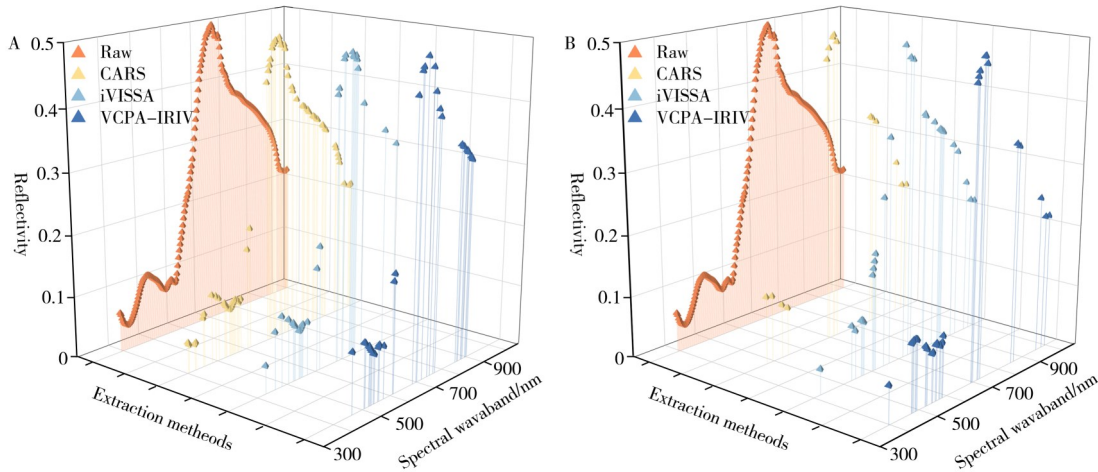 A
0.5
0.4
0.3
0.2
0.1
0
Reflectivity
Raw
CARS
iVISSA
VCPA-IRIV
Extraction metheods
300
500
700
900
Spectral wavaband/nm
B
0.5
0.4
0.3
0.2
0.1
0
Reflectivity
Raw
CARS
iVISSA
VCPA-IRIV
Extraction metheods
300
500
700
900
Spectral wavaband/nm